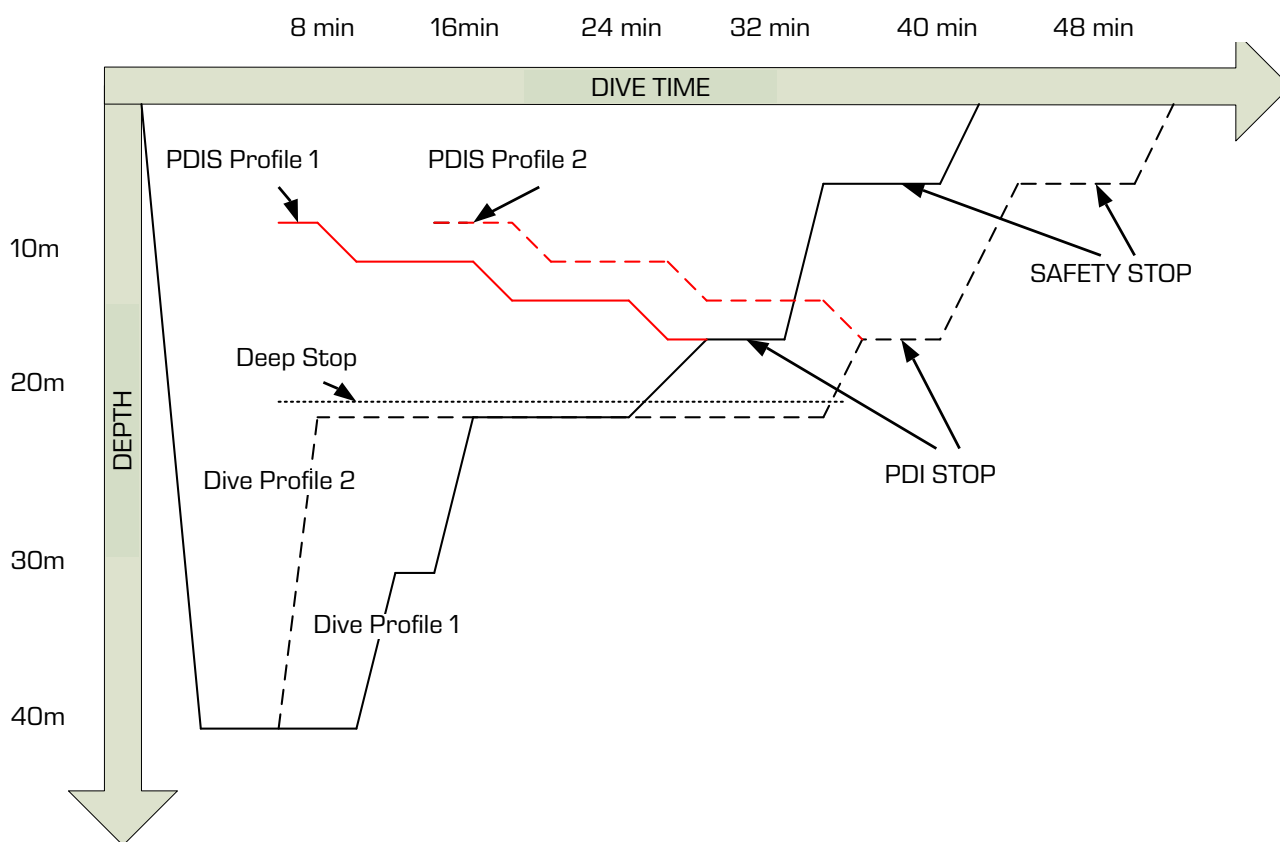 8 min 16min 24 min 32 min 40 min 48 min
DIVE TIME
PDIS Profile 1 PDIS Profile 2
10m
SAFETY STOP
Deep Stop
20m
DEPTH
PDI STOP
Dive Profile 2
30m
Dive Profile 1
40m